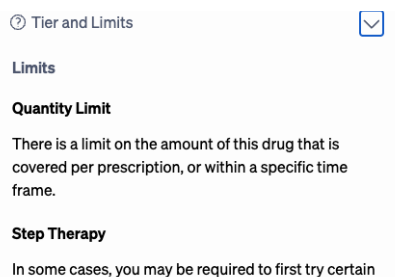 Tier and Limits
Limits
Quantity Limit
There is a limit on the amount of this drug that is
covered per prescription, or within a specific time
frame.
Step Therapy
In some cases, you may be required to first try certain